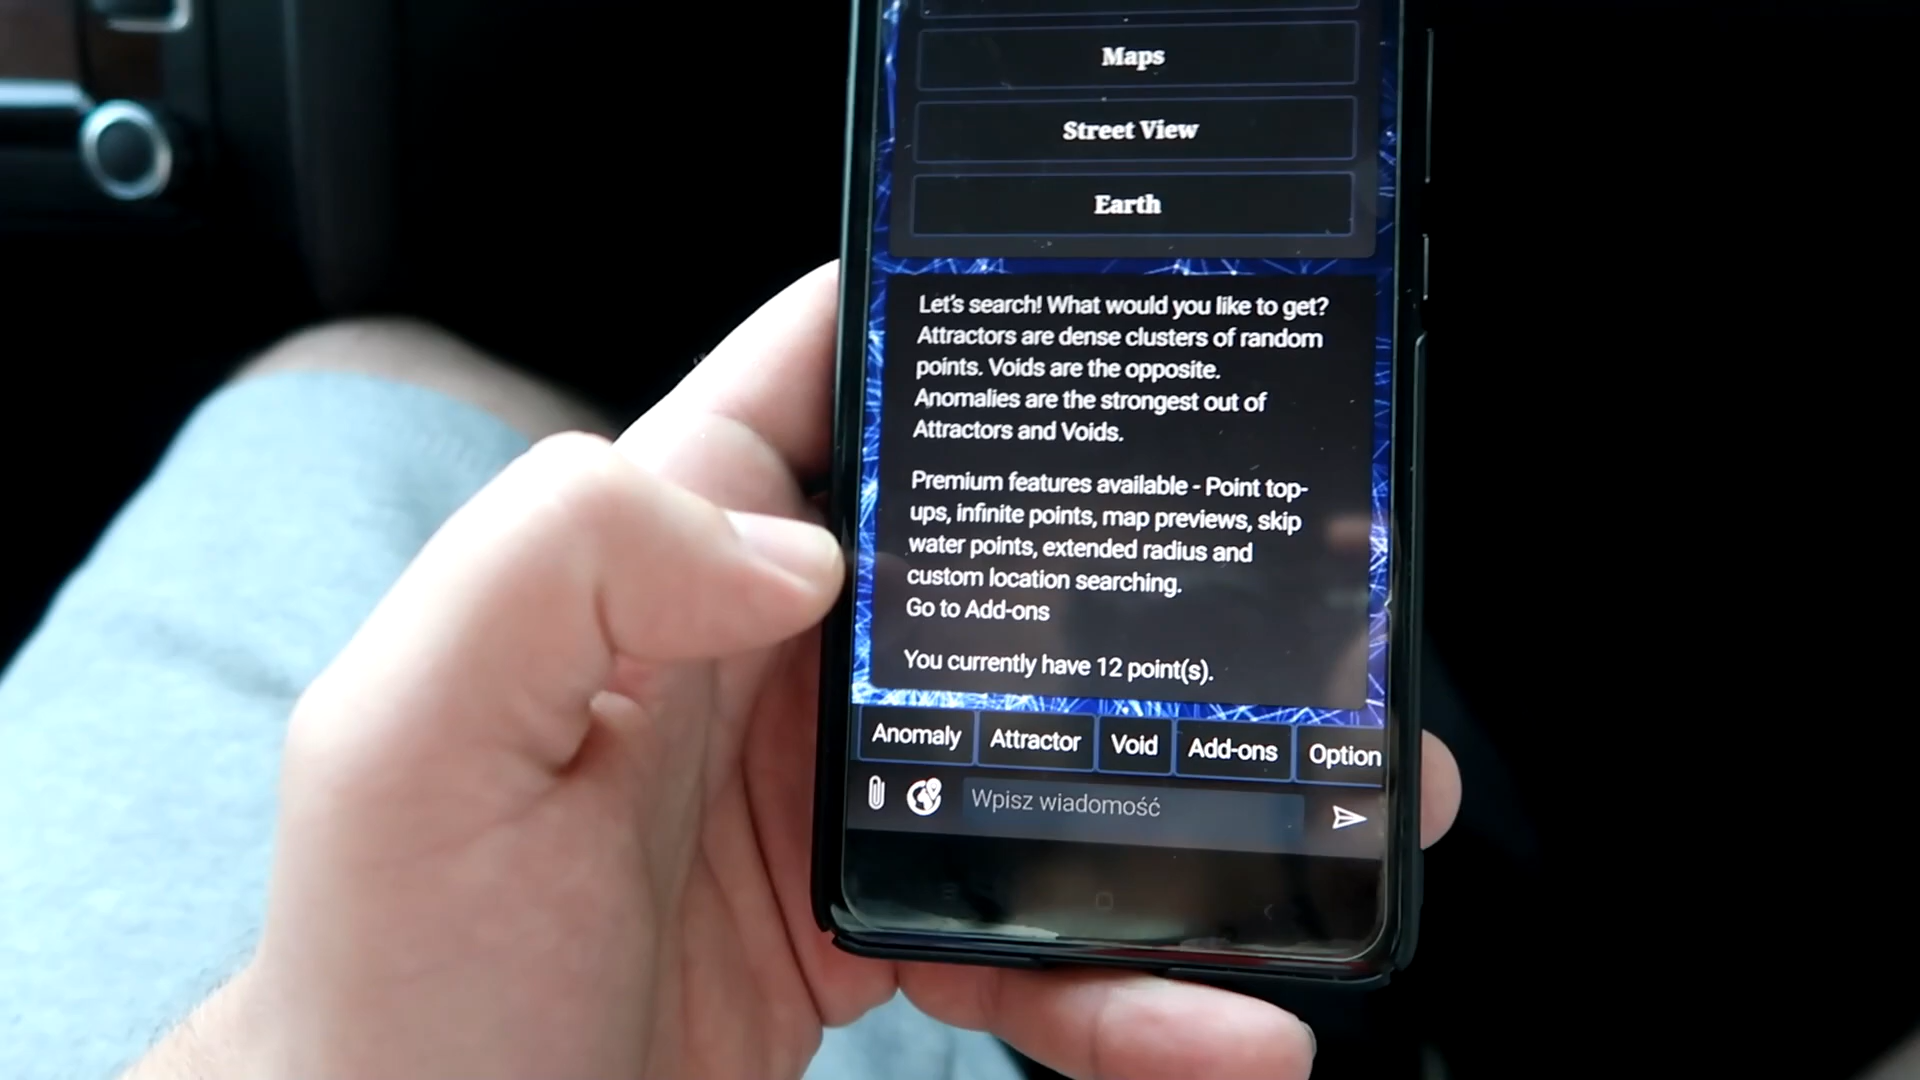 Maps
Street View
Earth
Let's search! What would you like to get?
Attractors are dense clusters of random
points. Voids are the opposite.
Anomalies are the strongest out of
Attractors and Voids.
Premium features available - Point top-
ups, infinite points, map previews, skip
water points, extended radius and
custom location searching.
Go to Add-ons
You currently have 12 point(s).
Anomaly Attractor Void Add-ons Option
Wpisz wiadomość